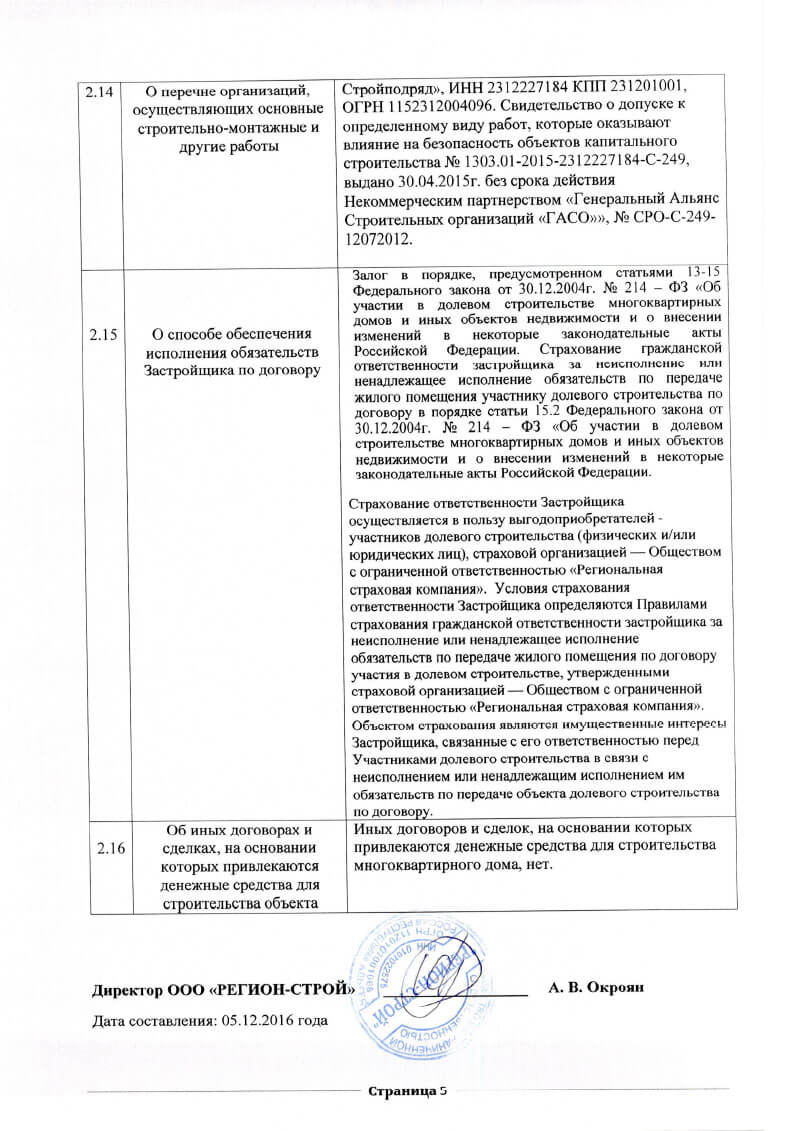 2.14
О перечне организаций,
осуществляющих основные
строительно-монтажные и
другие работы
Стройподряд», ИНН 2312227184 КПП 231201001,
ОГРН 1152312004096. Свидетельство о допуске к
определенному виду работ, которые оказывают
влияние на безопасность объектов капитального
строительства № 1303.01-2015-2312227184-С-249,
выдано 30.04.2015г. без срока действия
Некоммерческим партнерством «Генеральный Альянс
Строительных организаций «ГАСО»», № СРО-С-249-
12072012.
2.15
О способе обеспечения
исполнения обязательств
Застройщика по договору
Залог в порядке, предусмотренном статьями 13-15
Федерального закона от 30.12.2004г. № 214 – ФЗ «Об
участии в долевом строительстве многоквартирных
домов и иных объектов недвижимости и о внесении
изменений в некоторые законодательные акты
Российской Федерации. Страхование гражданской
ответственности застройщика за неисполнение или
ненадлежащее исполнение обязательств по передаче
жилого помещения участнику долевого строительства по
договору в порядке статьи 15.2 Федерального закона от
30.12.2004г. № 214 – ФЗ «Об участии в долевом
строительстве многоквартирных домов и иных объектов
недвижимости и о внесении изменений в некоторые
законодательные акты Российской Федерации.
Страхование ответственности Застройщика
осуществляется в пользу выгодоприобретателей -
участников долевого строительства (физических и/или
юридических лиц), страховой организацией — Обществом
с ограниченной ответственностью «Региональная
страховая компания». Условия страхования
ответственности Застройщика определяются Правилами
страхования гражданской ответственности застройщика за
неисполнение или ненадлежащее исполнение
обязательств по передаче жилого помещения по договору
участия в долевом строительстве, утвержденными
страховой организацией — Обществом с ограниченной
ответственностью «Региональная страховая компания».
Объектом страхования являются имущественные интересы
Застройщика, связанные с его ответственностью перед
Участниками долевого строительства в связи с
неисполнением или ненадлежащим исполнением им
обязательств по передаче объекта долевого строительства
по договору.
2.16
Об иных договорах и
сделках, на основании
которых привлекаются
денежные средства для
строительства объекта
Иных договоров и сделок, на основании которых
привлекаются денежные средства для строительства
многоквартирного дома, нет.
Директор ООО «РЕГИОН-СТРОЙ» А. В. Окроян
«РЕГИОН-СТРОЙ»
Дата составления: 05.12.2016 года
Страница 5